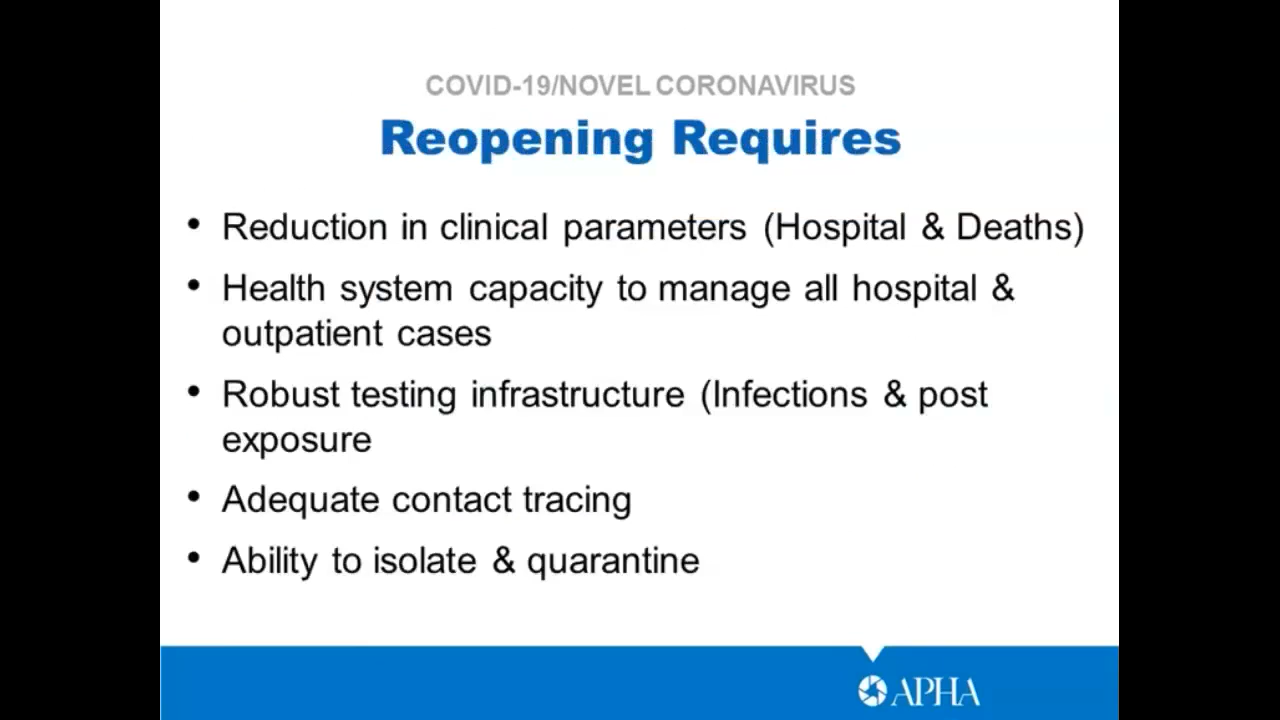 COVID-19/NOVEL CORONAVIRUS
Reopening Requires
• Reduction in clinical parameters (Hospital & Deaths)
• Health system capacity to manage all hospital &
outpatient cases
• Robust testing infrastructure (Infections & post
exposure
• Adequate contact tracing
• Ability to isolate & quarantine
APHA